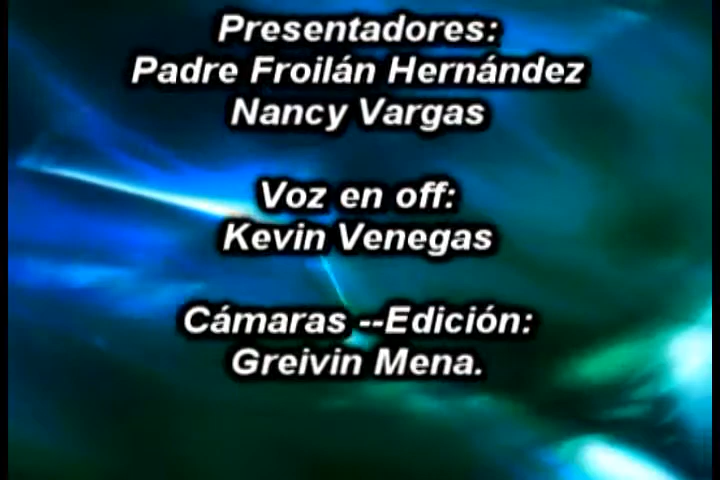 Presentadores:
Padre Froilán Hernández
Nancy Vargas
Voz en off:
Kevin Venegas
Cámaras --Edición:
Greivin Mena.